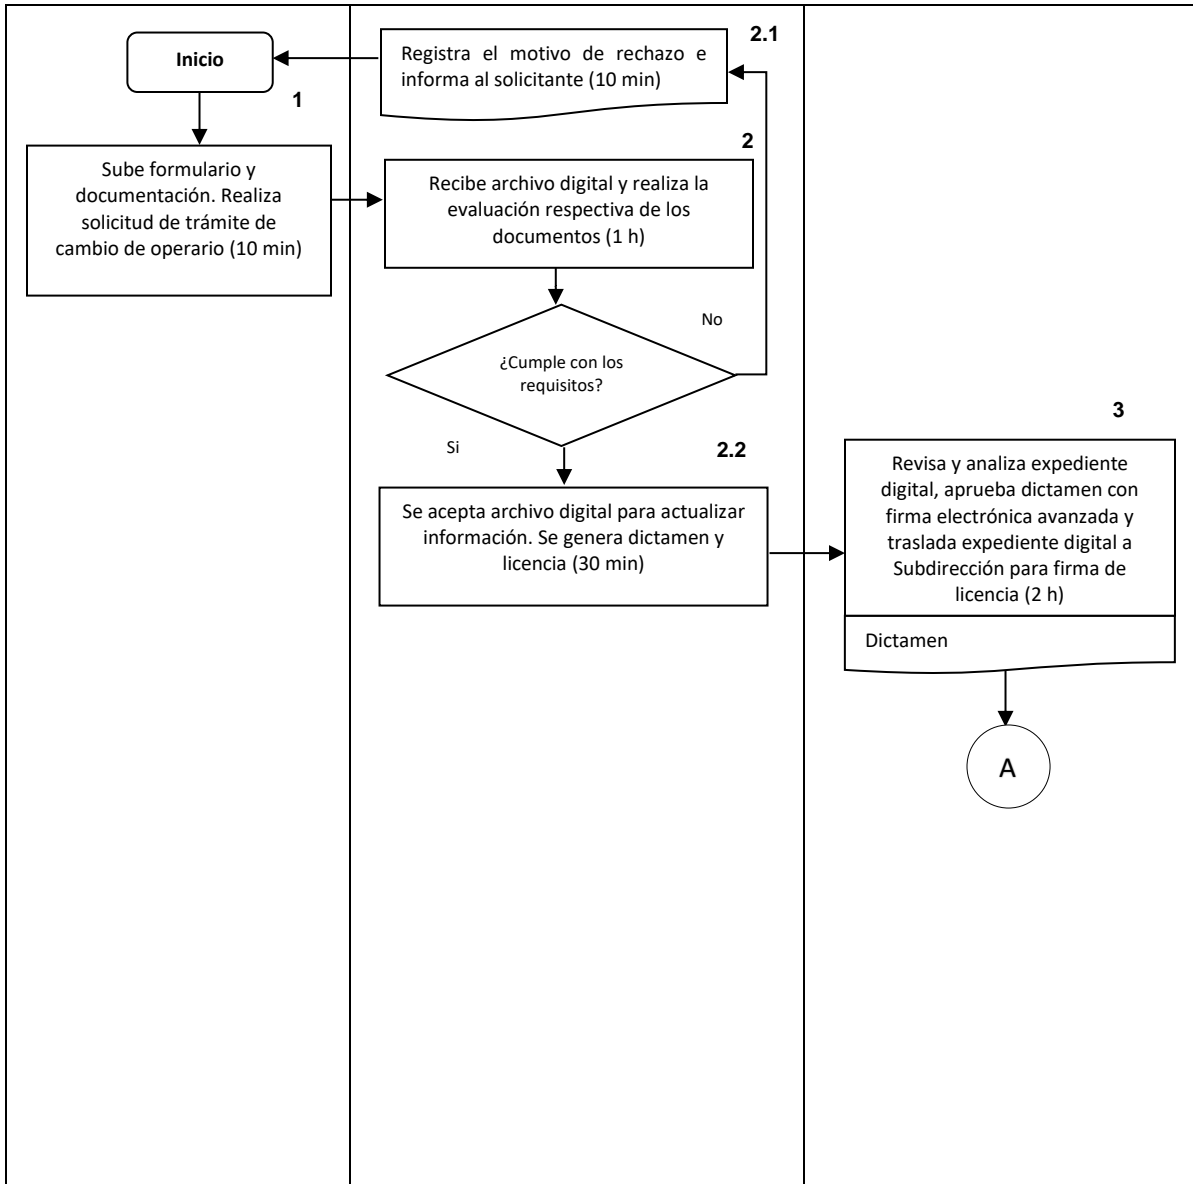 Inicio
1
Sube formulario y
documentación. Realiza
solicitud de trámite de
cambio de operario (10 min)
2.1
Registra el motivo de rechazo e
informa al solicitante (10 min)
2
Recibe archivo digital y realiza la
evaluación respectiva de los
documentos (1 h)
No
¿Cumple con los
requisitos?
Si
2.2
Se acepta archivo digital para actualizar
información. Se genera dictamen y
licencia (30 min)
3
Revisa y analiza expediente
digital, aprueba dictamen con
firma electrónica avanzada y
traslada expediente digital a
Subdirección para firma de
licencia (2 h)
Dictamen
A